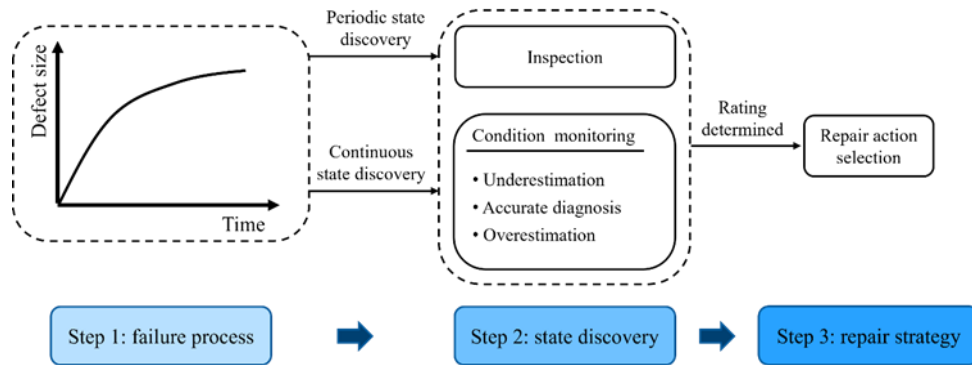 Defect size
Time
Periodic state
discovery
Continuous
state discovery
Inspection
Condition monitoring
• Underestimation
• Accurate diagnosis
• Overestimation
Rating
determined
Repair action
selection
Step 1: failure process
Step 2: state discovery
Step 3: repair strategy